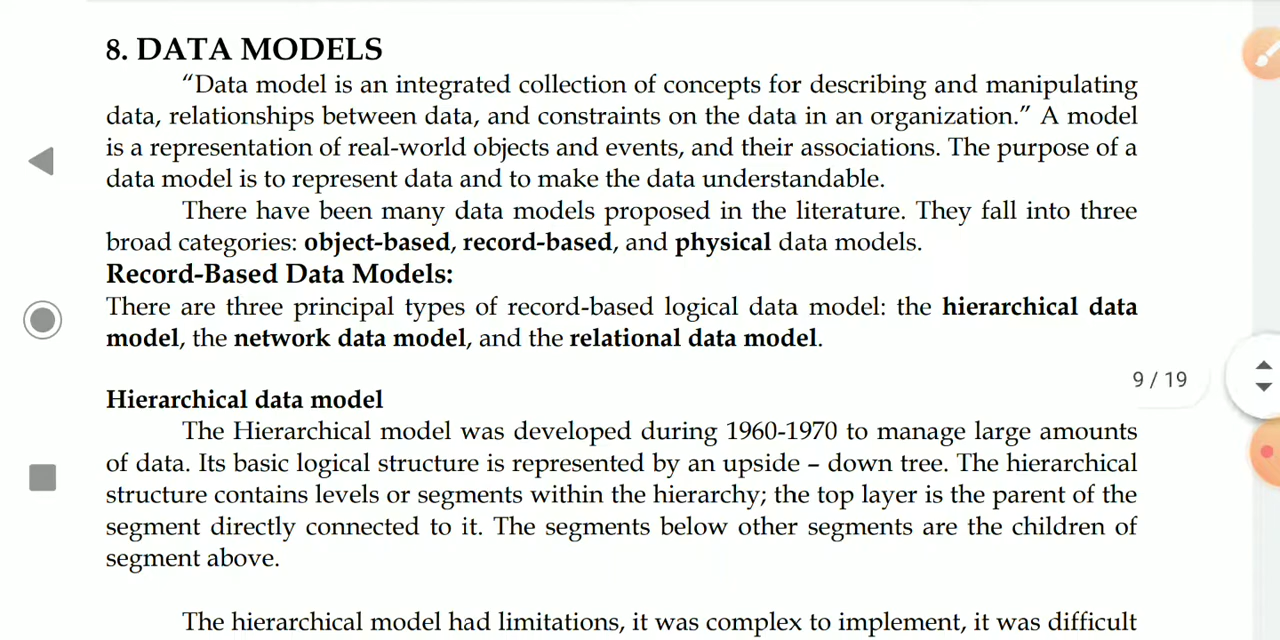 8. DATA MODELS
“Data model is an integrated collection of concepts for describing and manipulating
data, relationships between data, and constraints on the data in an organization.” A model
is a representation of real-world objects and events, and their associations. The purpose of a
data model is to represent data and to make the data understandable.
There have been many data models proposed in the literature. They fall into three
broad categories: object-based, record-based, and physical data models.
Record-Based Data Models:
There are three principal types of record-based logical data model: the hierarchical data
model, the network data model, and the relational data model.
9 / 19
Hierarchical data model
The Hierarchical model was developed during 1960-1970 to manage large amounts
of data. Its basic logical structure is represented by an upside – down tree. The hierarchical
structure contains levels or segments within the hierarchy; the top layer is the parent of the
segment directly connected to it. The segments below other segments are the children of
segment above.
The hierarchical model had limitations, it was complex to implement, it was difficult